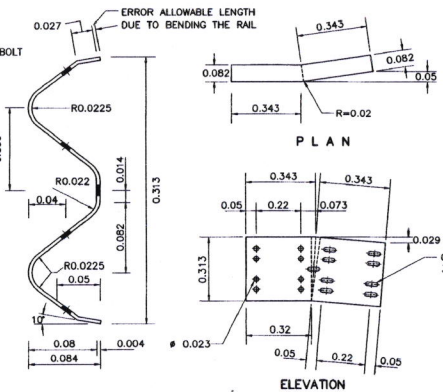 ERROR ALLOWABLE LENGTH
DUE TO BENDING THE RAIL
0.027
BOLT
R0.0225
0.014
0.313
R0.022
0.04
0.082
R0.0225
0.05
10°
0.08
0.004
0.084
0.343
0.082
0.082
0.05
0.343
R=0.02
PLAN
0.343
0.343
0.05
0.22
0.073
0.029
0.313
ø 0.023
0.32
0.05
0.22
0.05
ELEVATION